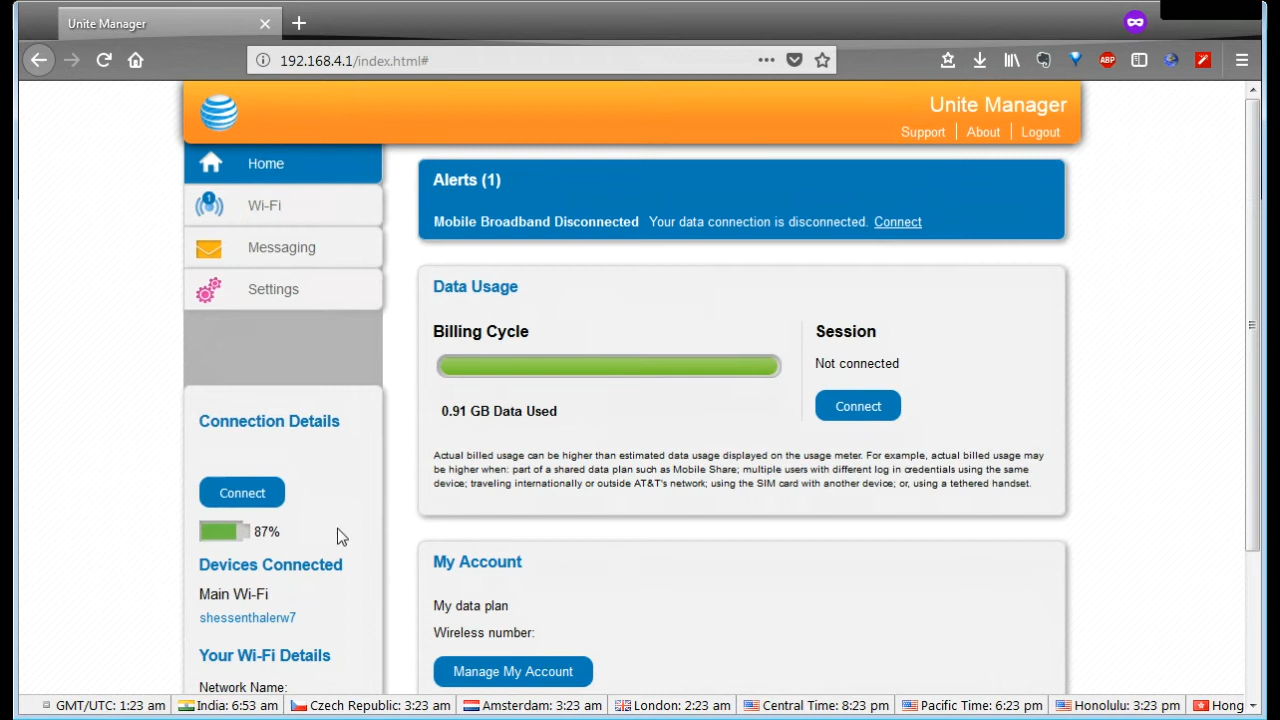 Unite Manager
192.168.4.1/index.html#
ABP
Unite Manager
Support
About
Logout
Home
1
Wi-Fi
Messaging
Settings
Alerts (1)
Mobile Broadband Disconnected Your data connection is disconnected. Connect
Data Usage
Billing Cycle
0.91 GB Data Used
Session
Not connected
Connect
Actual billed usage can be higher than estimated data usage displayed on the usage meter. For example, actual billed usage may
be higher when: part of a shared data plan such as Mobile Share; multiple users with different log in credentials using the same
device; traveling internationally or outside AT&T's network; using the SIM card with another device; or, using a tethered handset.
Connection Details
Connect
87%
Devices Connected
Main Wi-Fi
shessenthalerw7
Your Wi-Fi Details
Network Name:
My Account
My data plan
Wireless number:
Manage My Account
GMT/UTC: 1:23 am
India: 6:53 am
Czech Republic: 3:23 am
Amsterdam: 3:23 am
London: 2:23 am
Central Time: 8:23 pm
Pacific Time: 6:23 pm
Honolulu: 3:23 pm
Hong